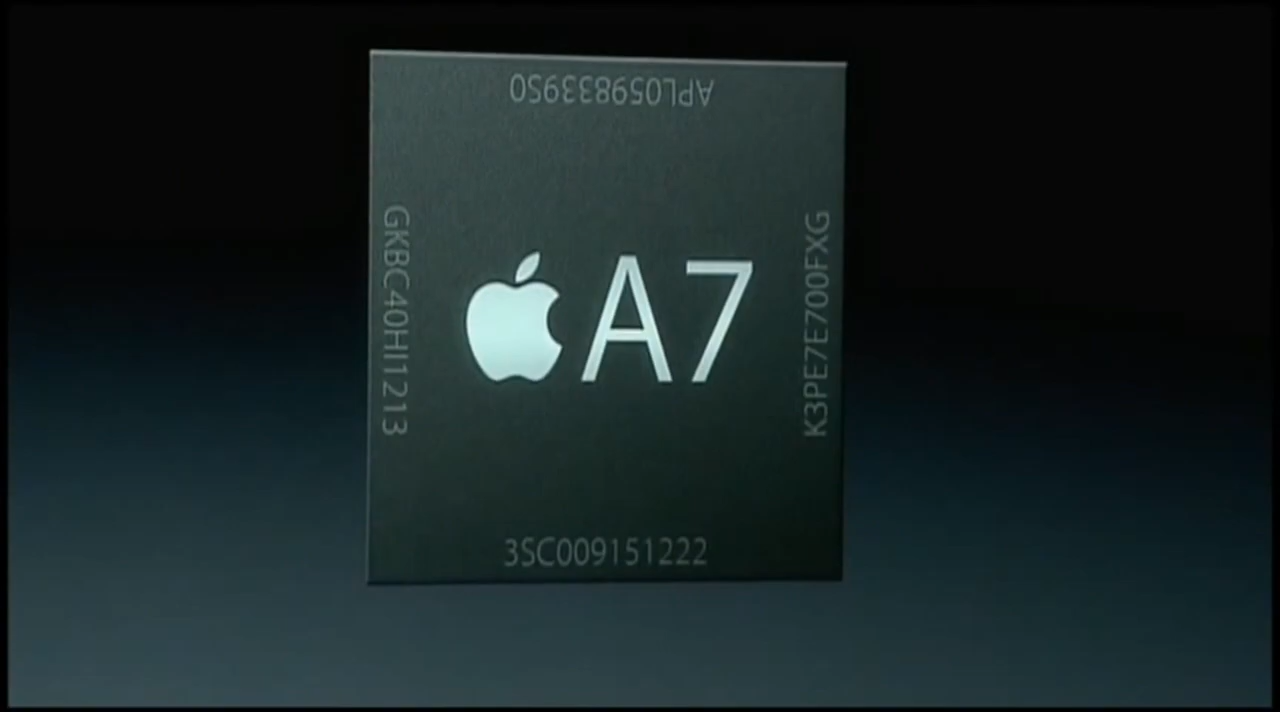 APL0598339S0
GKBC40HI1213
A7
K3PE7E700FXG
3SC009151222